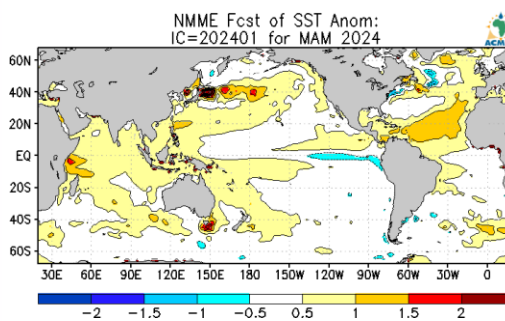 NMME Fcst of SST Anom:
IC=202401 for MAM 2024
ACM
60N
40N
20N
EQ
20S
40S
60S
30E 60E 90E 120E 150E 180 150W 120W 90W 60W 30W 0
-2 -1.5 -1 -0.5 0.5 1 1.5 2